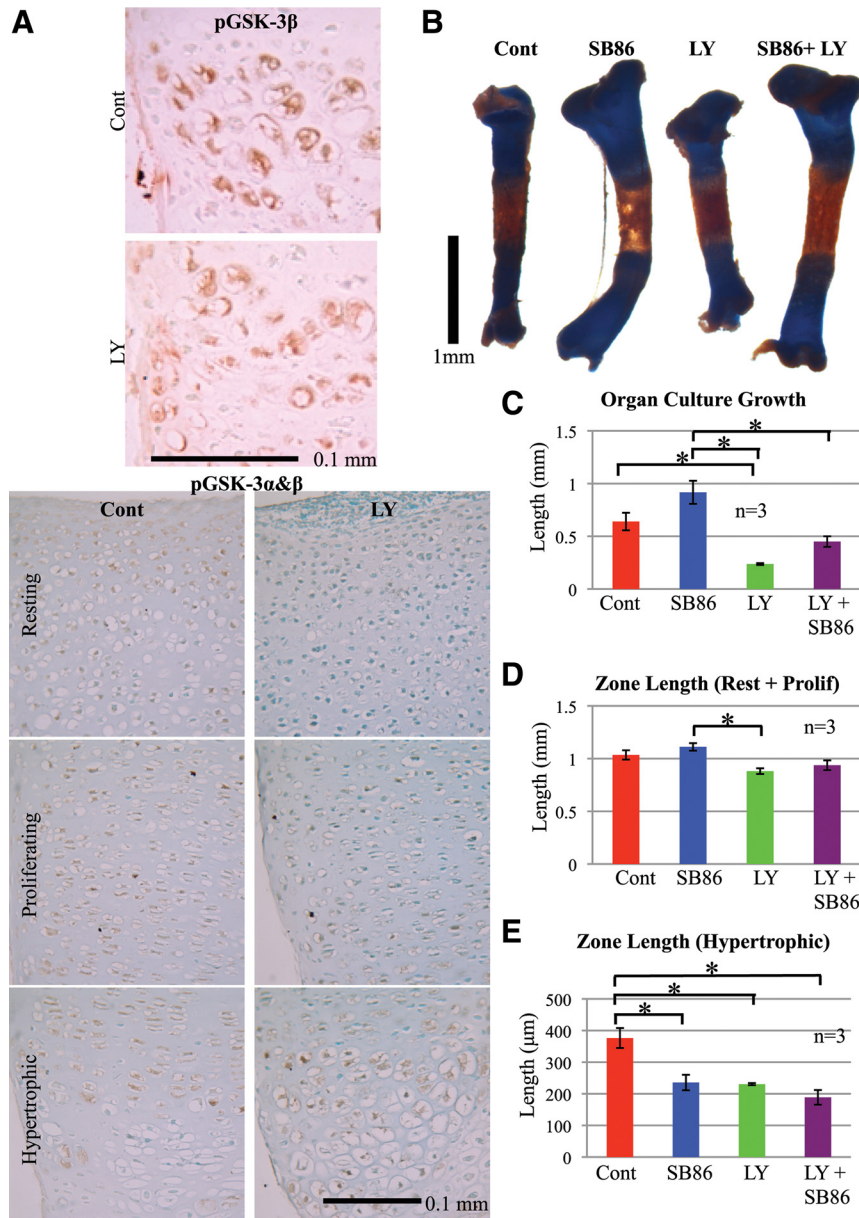 A
pGSK-3β
Cont
LY
0.1 mm
pGSK-3α&β
Cont LY
Resting
Proliferating
Hypertrophic
0.1 mm
B
Cont SB86 LY SB86+ LY
1mm
C
Organ Culture Growth
Length (mm)
1.5
1
0.5
0
* * *
n=3
Cont SB86 LY LY +
SB86
D
Zone Length (Rest + Prolif)
Length (mm)
1.5
1
0.5
0
*
n=3
Cont SB86 LY LY +
SB86
E
Zone Length (Hypertrophic)
Length (μm)
500
400
300
200
100
0
* * *
n=3
Cont SB86 LY LY +
SB86